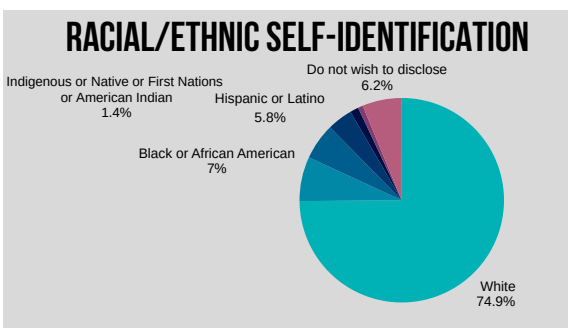 RACIAL/ETHNIC SELF-IDENTIFICATION
Do not wish to disclose
6.2%
Indigenous or Native or First Nations
or American Indian
1.4%
Hispanic or Latino
5.8%
Black or African American
7%
White
74.9%